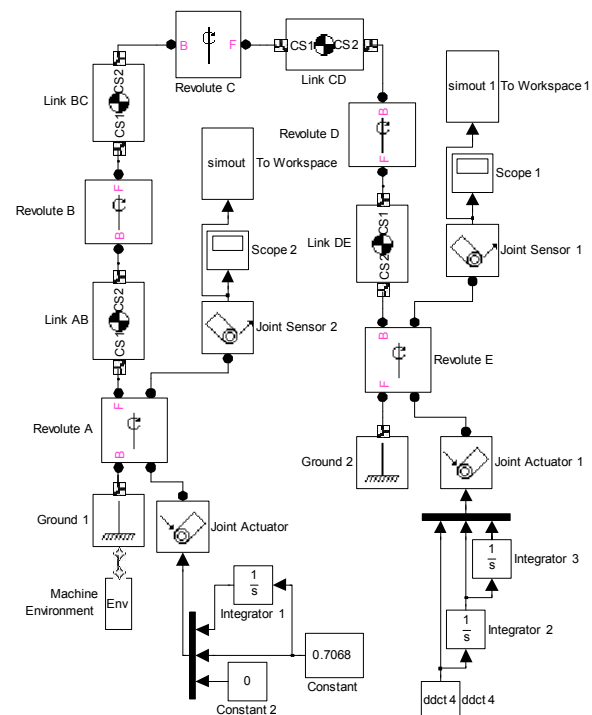 B
F
Revolute C
CS1
CS2
Link CD
CS2
CS1
Link BC
B
F
Revolute D
simout 1
To Workspace 1
simout
To Workspace
Scope 1
F
B
Revolute B
CS1
CS2
Link DE
Scope 2
Joint Sensor 1
CS2
CS1
Link AB
Joint Sensor 2
B
F
Revolute E
F
B
Revolute A
Ground 2
Joint Actuator 1
Ground 1
Joint Actuator
Machine
Environment
Env
1
s
Integrator 1
1
s
Integrator 3
1
s
Integrator 2
0.7068
Constant
0
Constant 2
ddct 4
ddct 4